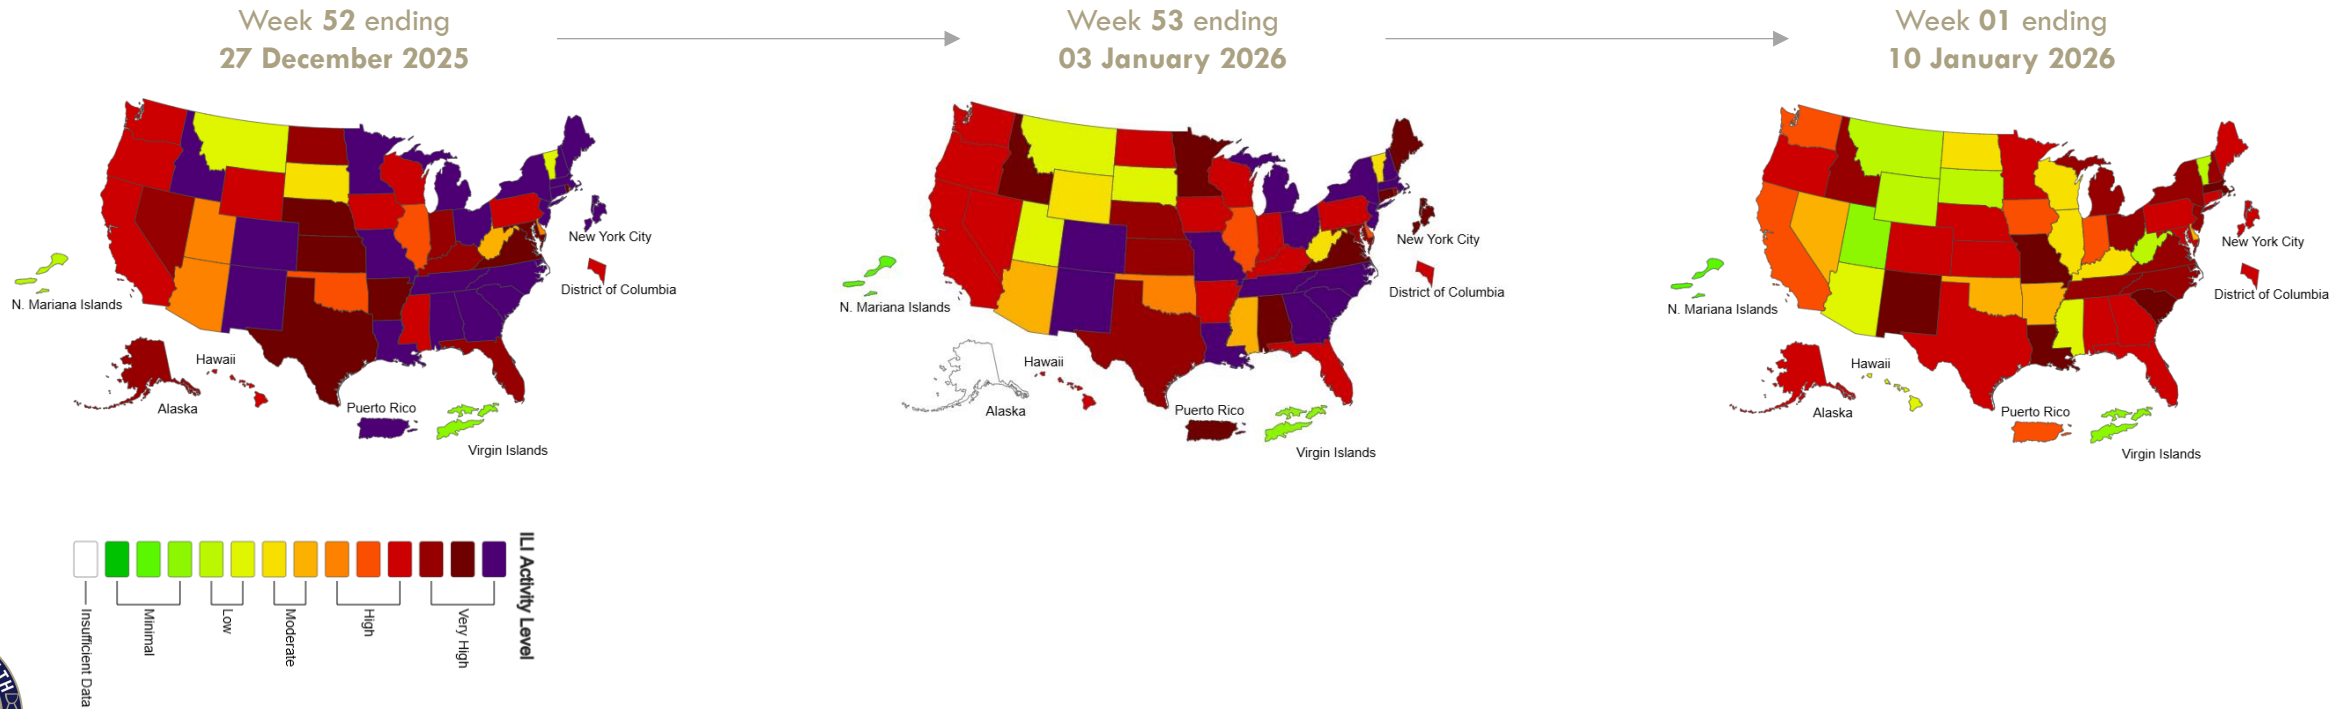 Week 52 ending
27 December 2025
Week 53 ending
03 January 2026
Week 01 ending
10 January 2026
New York City
District of Columbia
N. Mariana Islands
Hawaii
Alaska
Puerto Rico
Virgin Islands
New York City
District of Columbia
N. Mariana Islands
Hawaii
Alaska
Puerto Rico
Virgin Islands
New York City
District of Columbia
N. Mariana Islands
Hawaii
Alaska
Puerto Rico
Virgin Islands
ILI Activity Level
Insufficient Data
Minimal
Low
Moderate
High
Very High